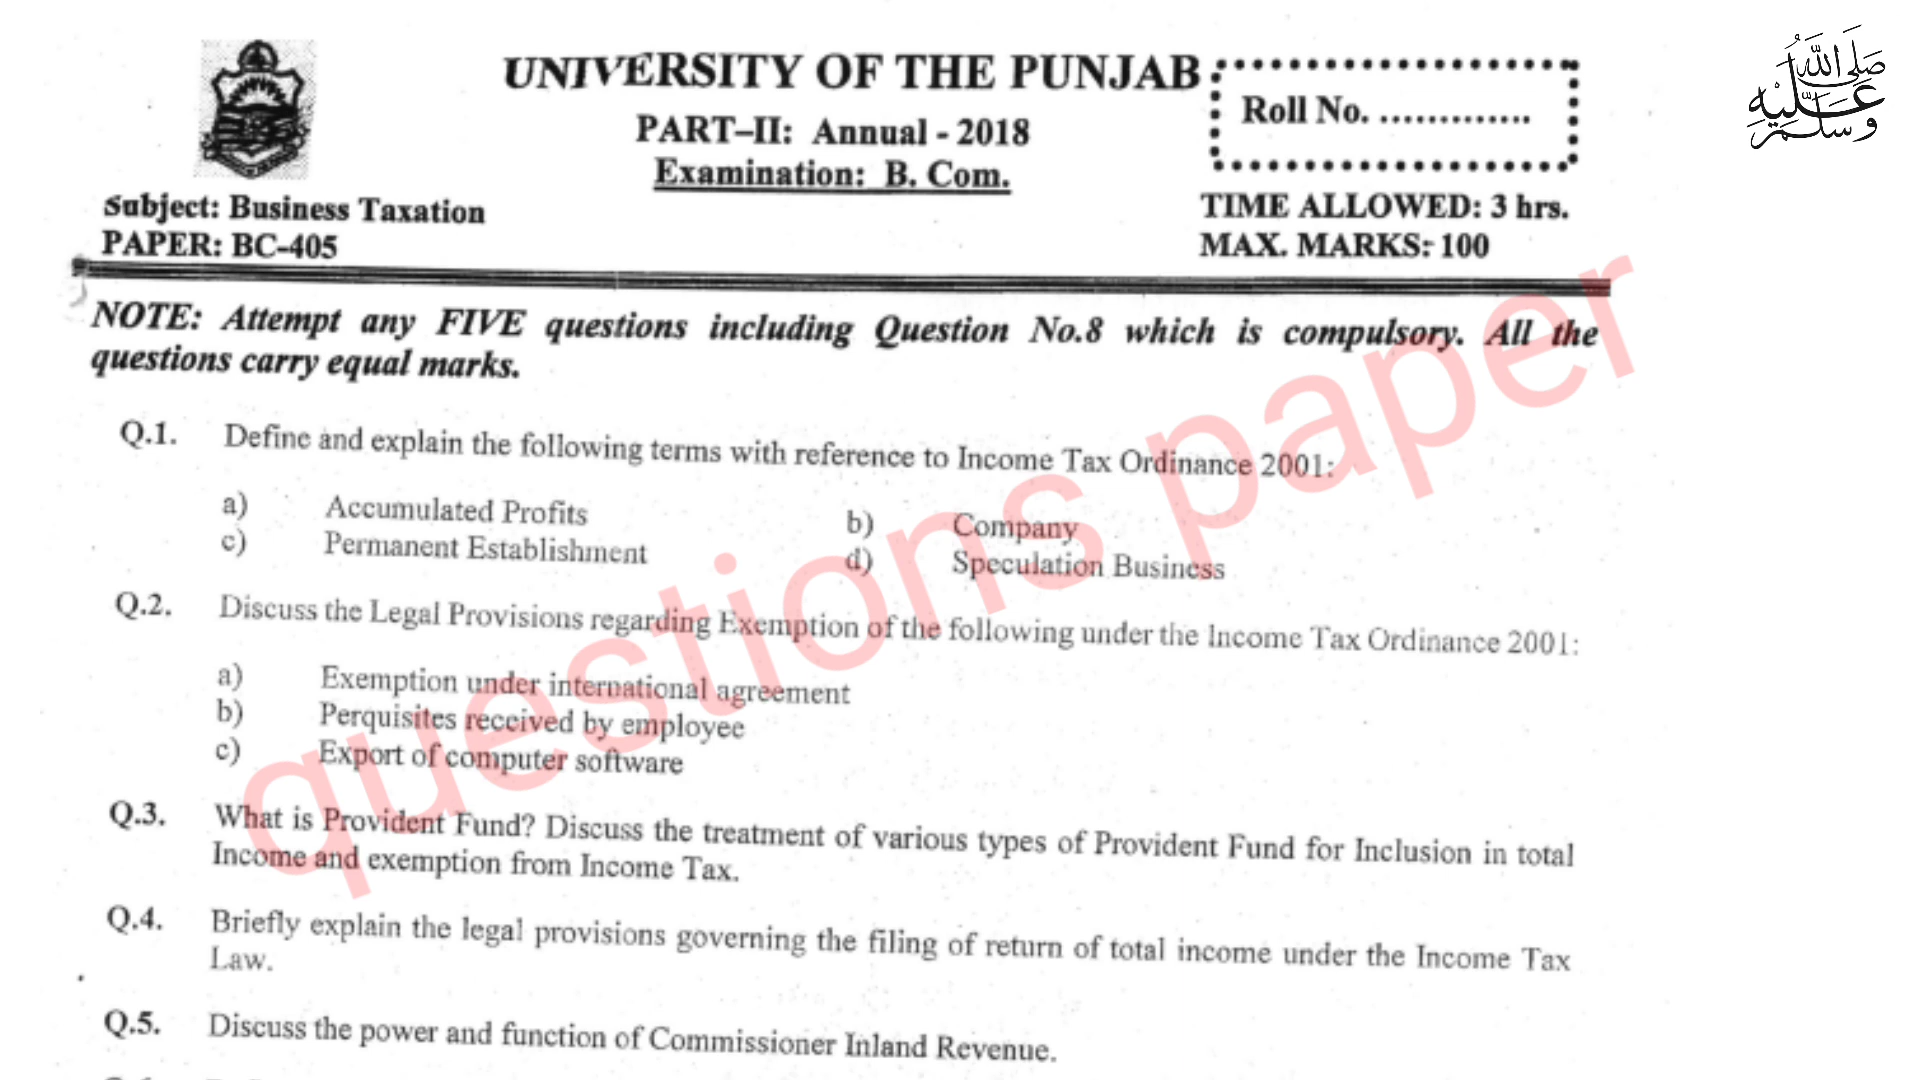 UNIVERSITY OF THE PUNJAB
PART–II: Annual - 2018
Examination: B. Com.
Roll No. .............
Subject: Business Taxation
PAPER: BC-405
TIME ALLOWED: 3 hrs.
MAX. MARKS: 100
صلى الله عليه وسلم
NOTE: Attempt any FIVE questions including Question No.8 which is compulsory. All the
questions carry equal marks.
Q.1. Define and explain the following terms with reference to Income Tax Ordinance 2001:
a) Accumulated Profits b) Company
c) Permanent Establishment d) Speculation Business
Q.2. Discuss the Legal Provisions regarding Exemption of the following under the Income Tax Ordinance 2001:
a) Exemption under international agreement
b) Perquisites received by employee
c) Export of computer software
Q.3. What is Provident Fund? Discuss the treatment of various types of Provident Fund for Inclusion in total
Income and exemption from Income Tax.
Q.4. Briefly explain the legal provisions governing the filing of return of total income under the Income Tax
Law.
Q.5. Discuss the power and function of Commissioner Inland Revenue.
questions paper